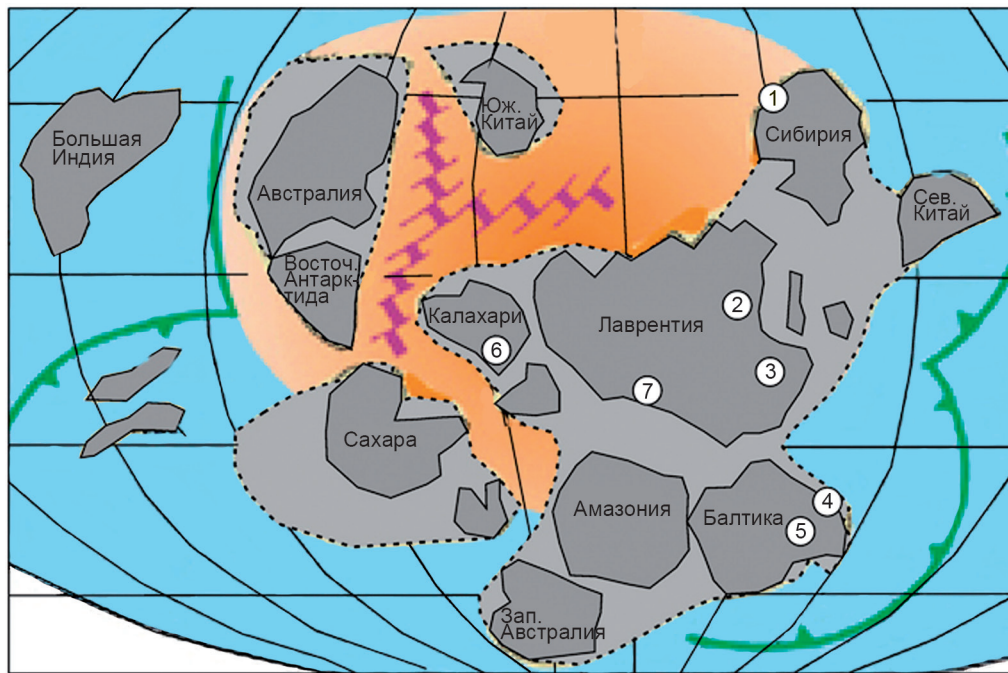 Большая
Индия
Австралия
Юж.
Китай
1
Сибирия
Сев.
Китай
Восточ.
Антарк-
тида
Калахари
6
Лаврентия
2
3
7
Сахара
Амазония
Балтика
4
5
Зап.
Австралия